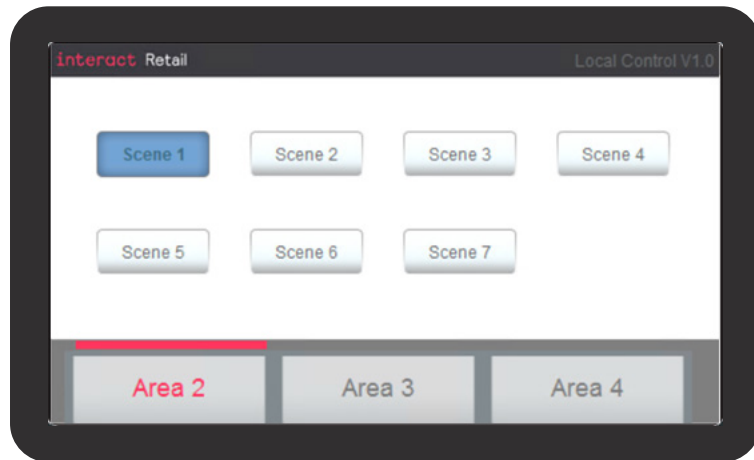 interact Retail Local Control V1.0
Scene 1 Scene 2 Scene 3 Scene 4
Scene 5 Scene 6 Scene 7
Area 2 Area 3 Area 4